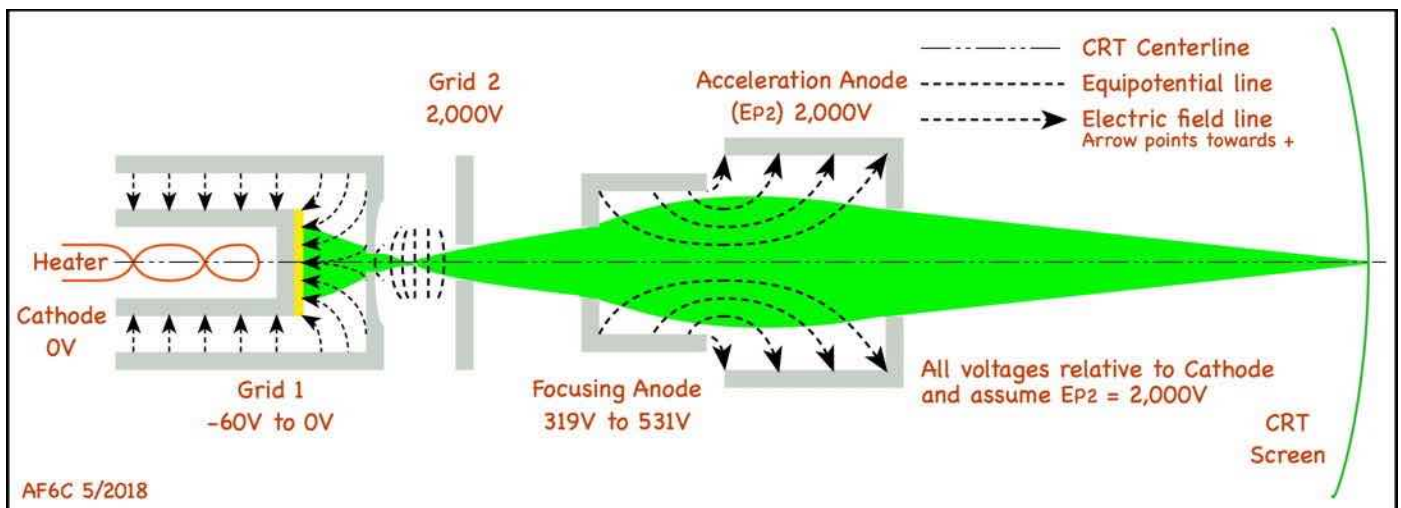 CRT Centerline
Equipotential line
Electric field line
Arrow points towards +
Grid 2
2,000V
Acceleration Anode
(EP2) 2,000V
Heater
Cathode
0V
Grid 1
-60V to 0V
Focusing Anode
319V to 531V
All voltages relative to Cathode
and assume EP2 = 2,000V
CRT
Screen
AF6C 5/2018